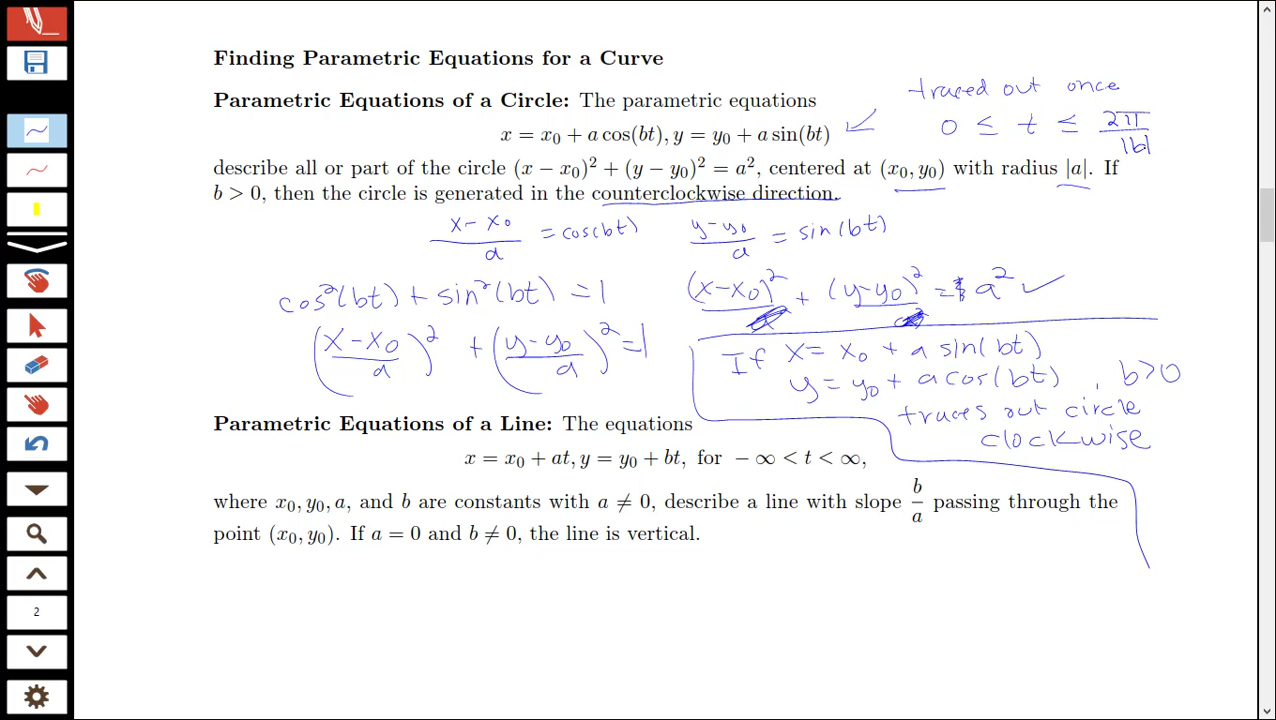 Finding Parametric Equations for a Curve
Parametric Equations of a Circle: The parametric equations
traced out once
x = x₀ + a cos(bt), y = y₀ + a sin(bt)
0 ≤ t ≤ 2π/|b|
describe all or part of the circle (x − x₀)² + (y − y₀)² = a², centered at (x₀, y₀) with radius |a|. If
b > 0, then the circle is generated in the counterclockwise direction.
(x − x₀)/a = cos(bt)
(y − y₀)/a = sin(bt)
cos²(bt) + sin²(bt) = 1
(x − x₀)² + (y − y₀)² = a² ✓
((x − x₀)/a)² + ((y − y₀)/a)² = 1
If x = x₀ + a sin(bt)
y = y₀ + a cos(bt), b > 0
traces out circle
clockwise
Parametric Equations of a Line: The equations
x = x₀ + at, y = y₀ + bt, for − ∞ < t < ∞,
where x₀, y₀, a, and b are constants with a ≠ 0, describe a line with slope b/a passing through the
point (x₀, y₀). If a = 0 and b ≠ 0, the line is vertical.
2